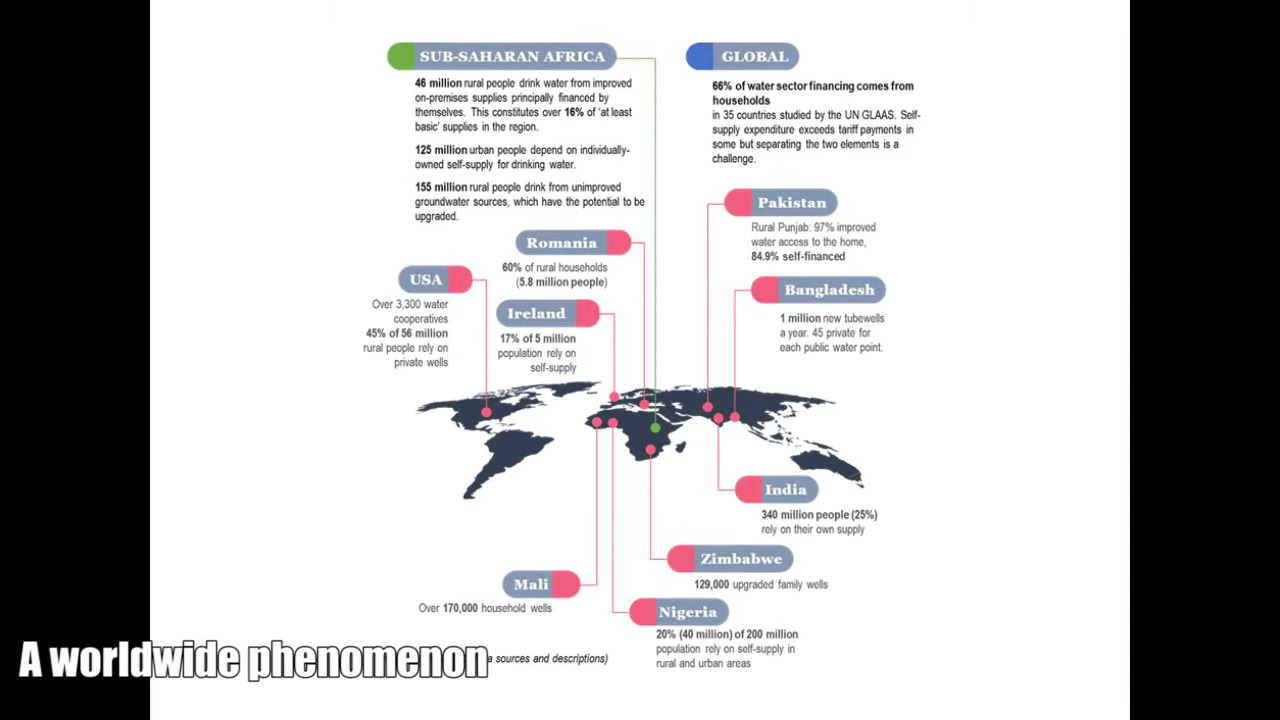 SUB-SAHARAN AFRICA
46 million rural people drink water from improved
on-premises supplies principally financed by
themselves. This constitutes over 16% of 'at least
basic' supplies in the region.
125 million urban people depend on individually-
owned self-supply for drinking water.
155 million rural people drink from unimproved
groundwater sources, which have the potential to be
upgraded.
GLOBAL
66% of water sector financing comes from
households
in 35 countries studied by the UN GLAAS. Self-
supply expenditure exceeds tariff payments in
some but separating the two elements is a
challenge.
Pakistan
Rural Punjab: 97% improved
water access to the home,
84.9% self-financed
Romania
60% of rural households
(5.8 million people)
USA
Over 3,300 water
cooperatives
45% of 56 million
rural people rely on
private wells
Ireland
17% of 5 million
population rely on
self-supply
Bangladesh
1 million new tubewells
a year. 45 private for
each public water point.
India
340 million people (25%)
rely on their own supply
Zimbabwe
129,000 upgraded family wells
Mali
Over 170,000 household wells
Nigeria
20% (40 million) of 200 million
population rely on self-supply in
rural and urban areas
sources and descriptions)
A worldwide phenomenon